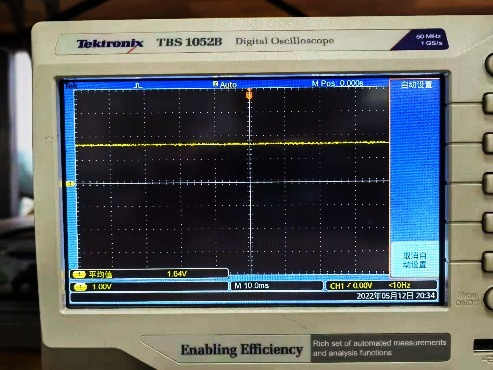 Tektronix TBS 1052B Digital Oscilloscope
50 MHz
1 GS/s
Auto M Pos: 0.000s 自动设置
取消自
动设置
1 平均值 1.64V
1 1.00V M 10.0ms CH1 / 0.00V <10Hz
2022年05月12日 20:34
Enabling Efficiency
Rich set of automated measurements
and analysis functions